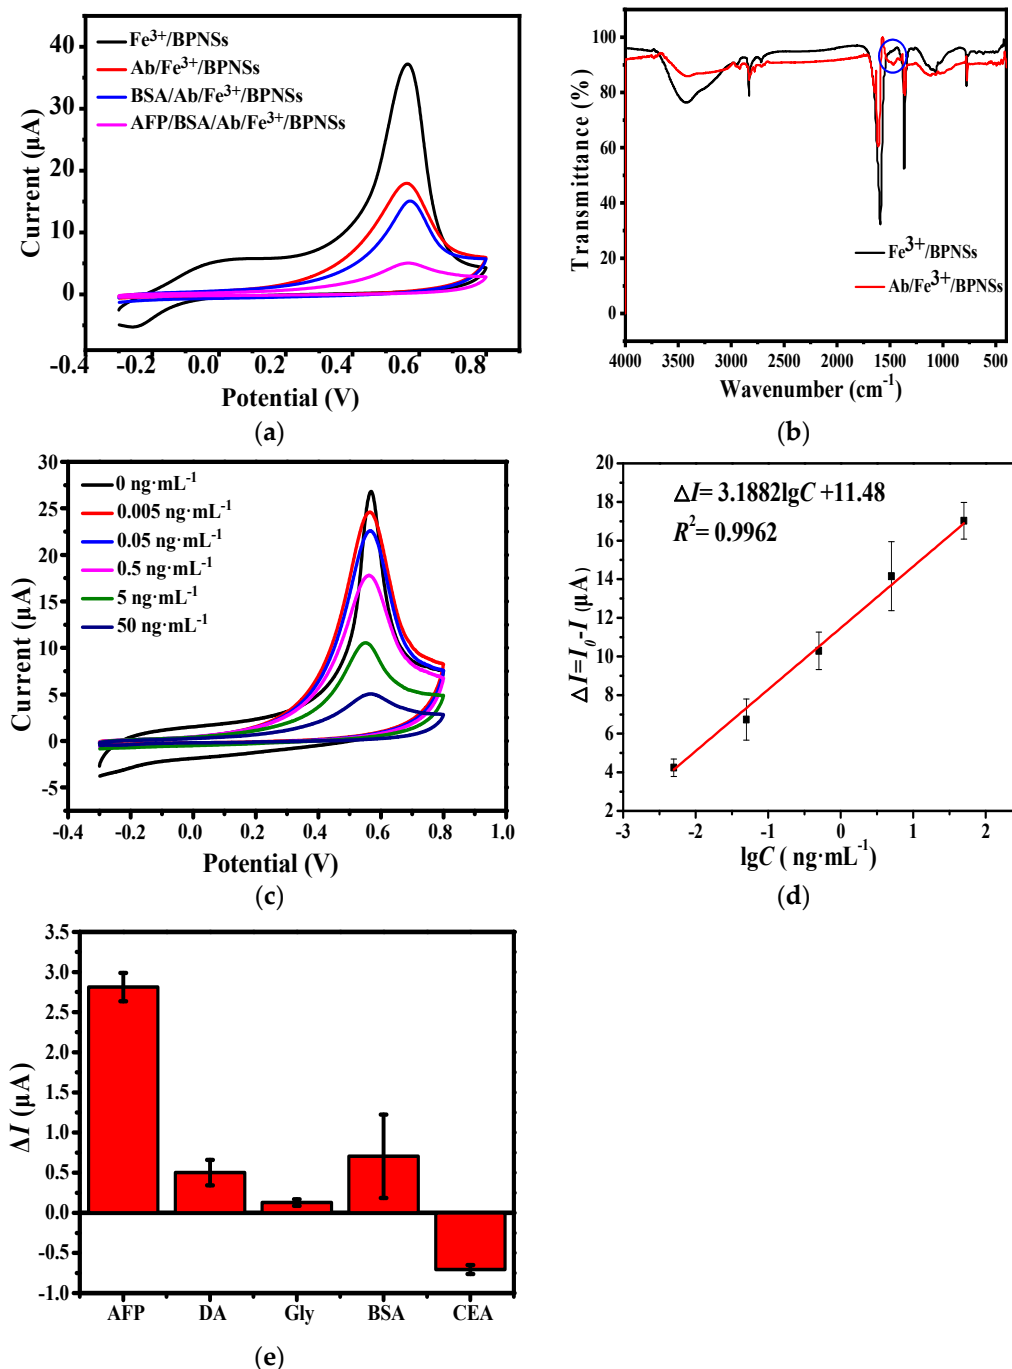 40
30
20
10
0
Current (μA)
Fe³⁺/BPNSs
Ab/Fe³⁺/BPNSs
BSA/Ab/Fe³⁺/BPNSs
AFP/BSA/Ab/Fe³⁺/BPNSs
-0.4 -0.2 0.0 0.2 0.4 0.6 0.8
Potential (V)
(a)
100
80
60
40
20
0
Transmittance (%)
Fe³⁺/BPNSs
Ab/Fe³⁺/BPNSs
4000 3500 3000 2500 2000 1500 1000 500
Wavenumber (cm⁻¹)
(b)
30
25
20
15
10
5
0
-5
Current (μA)
0 ng·mL⁻¹
0.005 ng·mL⁻¹
0.05 ng·mL⁻¹
0.5 ng·mL⁻¹
5 ng·mL⁻¹
50 ng·mL⁻¹
-0.4 -0.2 0.0 0.2 0.4 0.6 0.8 1.0
Potential (V)
(c)
20
18
16
14
12
10
8
6
4
2
ΔI=I₀-I (μA)
ΔI= 3.1882lgC +11.48
R²= 0.9962
-3 -2 -1 0 1 2
lgC ( ng·mL⁻¹)
(d)
3.5
3.0
2.5
2.0
1.5
1.0
0.5
0.0
-0.5
-1.0
ΔI (μA)
AFP DA Gly BSA CEA
(e)